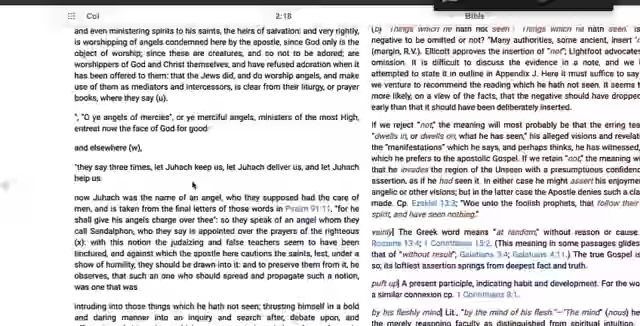 Col 2:18
and even ministering spirits to his saints, the heirs of salvation: and very rightly,
is worshipping of angels condemned here by the apostle, since God only is the
object of worship; since these are creatures, and so not to be adored; are
worshippers of God and Christ themselves, and have refused adoration when it
has been offered to them: that the Jews did, and do worship angels, and make
use of them as mediators and intercessors, is clear from their liturgy, or prayer
books, where they say (u).
", "O ye angels of mercies", or ye merciful angels, ministers of the most High,
entreat now the face of God for good
and elsewhere (w),
"they say three times, let Juhach keep us, let Juhach deliver us, and let Juhach
help us
now Juhach was the name of an angel, who they supposed had the care of
men, and is taken from the final letters of those words in Psalm 91:11, "for he
shall give his angels charge over thee": so they speak of an angel whom they
call Sandalphon, who they say is appointed over the prayers of the righteous
(x): with this notion the judaizing and false teachers seem to have been
tinctured, and against which the apostle here cautions the saints, lest, under a
show of humility, they should be drawn into it: and to preserve them from it, he
observes, that such an one who should spread and propagate such a notion,
was one that was
intruding into those things which he hath not seen; thrusting himself in a bold
and daring manner into an inquiry and search after, debate upon, and
Bible
(b) Things which he hath not seen] Things which he hath seen. Is
negative to be omitted or not? "Many authorities, some ancient, insert
(margin, R.V.). Ellicott approves the insertion of "not"; Lightfoot advocates
omission. It is difficult to discuss the evidence in a note, and we
attempted to state it in outline in Appendix J. Here it must suffice to say
we venture to recommend the reading which he hath not seen. It seems t
more likely, on a view of the facts, that the negative should have droppe
early than that it should have been deliberately inserted.
If we reject "not," the meaning will most probably be that the erring tea
"dwells in, or dwells on, what he has seen," his alleged visions and revelat
the "manifestations" which he says, and perhaps thinks, he has witnessed,
which he prefers to the apostolic Gospel. If we retain "not," the meaning wi
that he invades the region of the Unseen with a presumptuous confidenc
assertion, as if he had seen it. In either case he might assert his enjoymen
angelic or other visions; but in the latter case the Apostle denies such a cla
made. Cp. Ezekiel 13:3; "Woe unto the foolish prophets, that follow their
spirit, and have seen nothing."
vainly] The Greek word means "at random," without reason or cause.
Romans 13:4; 1 Corinthians 15:2. (This meaning in some passages glides
that of "without result"; Galatians 3:4; Galatians 4:11.) The true Gospel is
so; its loftiest assertion springs from deepest fact and truth.
puft up] A present participle, indicating habit and development. For the wo
a similar connexion cp. 1 Corinthians 8:1.
by his fleshly mind] Lit., "by the mind of his flesh."—"The mind" (nous) he
the merely reasoning faculty as distinguished from spiritual intuition